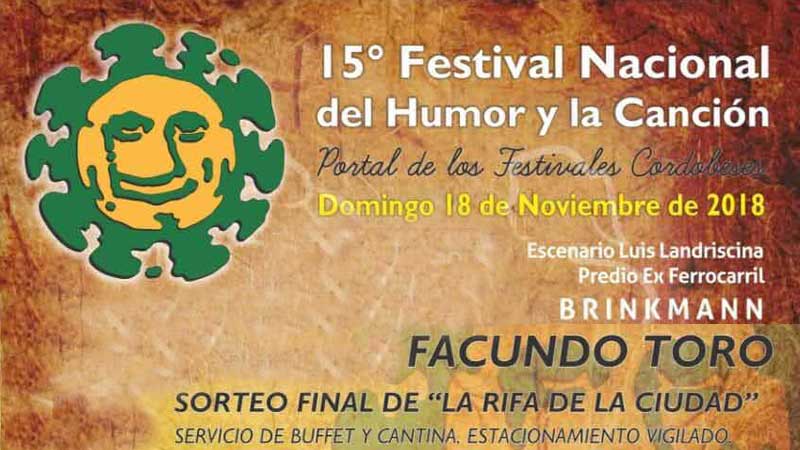 15° Festival Nacional
del Humor y la Canción
Portal de los Festivales Cordobeses
Domingo 18 de Noviembre de 2018
Escenario Luis Landriscina
Predio Ex Ferrocarril
BRINKMANN
FACUNDO TORO
SORTEO FINAL DE “LA RIFA DE LA CIUDAD”
SERVICIO DE BUFFET Y CANTINA. ESTACIONAMIENTO VIGILADO.